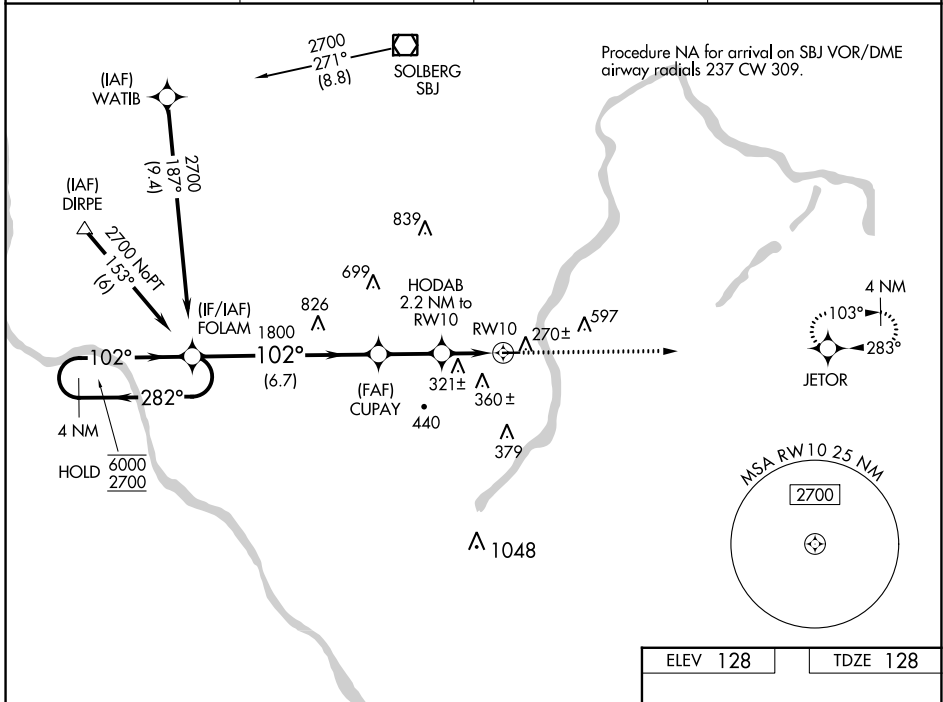 2700
271°
(8.8)
SOLBERG
SBJ
Procedure NA for arrival on SBJ VOR/DME
airway radials 237 CW 309.
(IAF)
WATIB
2700
187°
(9.4)
(IAF)
DIRPE
2700 NoPT
153°
(6)
839
699
826
HODAB
2.2 NM to
RW10
(IF/IAF)
FOLAM
1800
102°
(6.7)
RW10
270±
597
4 NM
103°
283°
JETOR
102°
282°
(FAF)
CUPAY
321±
360±
440
379
4 NM
HOLD
6000
2700
MSA RW10 25 NM
2700
1048
ELEV 128
TDZE 128